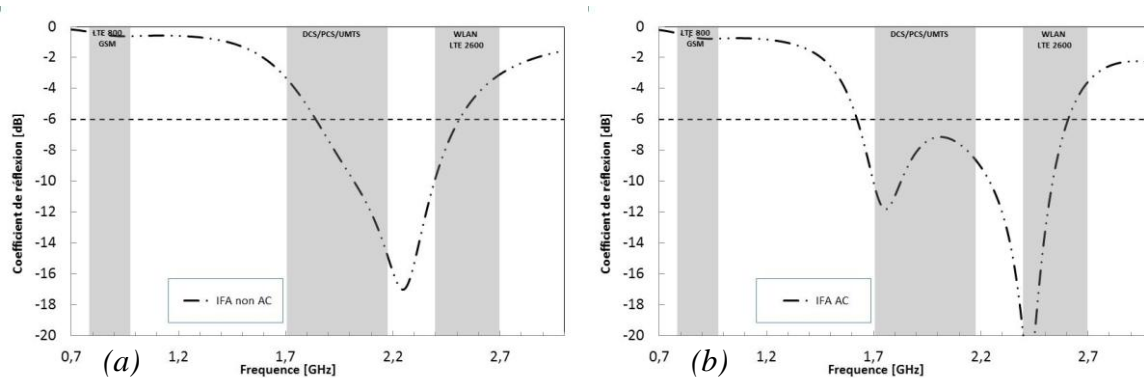 0
-2
-4
-6
-8
-10
-12
-14
-16
-18
-20
Coefficient de réflexion [dB]
LTE 800
GSM
DCS/PCS/UMTS
WLAN
LTE 2600
IFA non AC
0,7
1,2
1,7
2,2
2,7
(a)
Frequence [GHz]
0
-2
-4
-6
-8
-10
-12
-14
-16
-18
-20
Coefficient de réflexion [dB]
LTE 800
GSM
DCS/PCS/UMTS
WLAN
LTE 2600
IFA AC
0,7
1,2
1,7
2,2
2,7
(b)
Frequence [GHz]